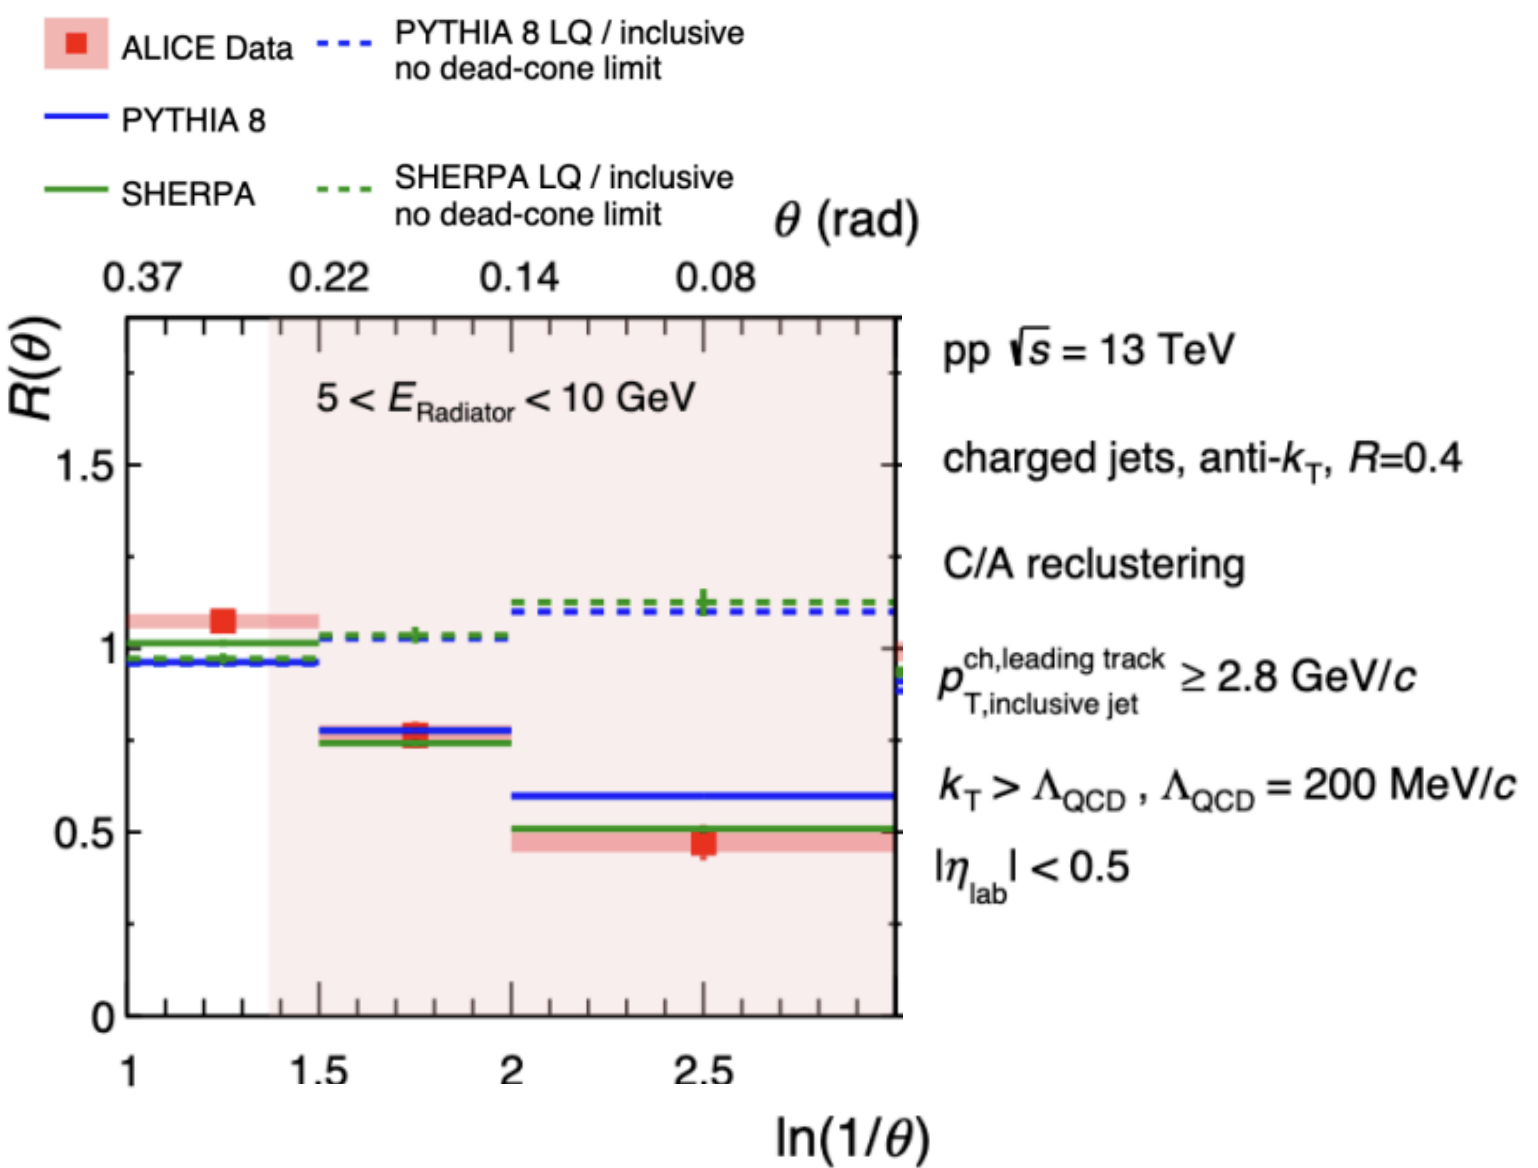 ALICE Data
PYTHIA 8 LQ / inclusive
no dead-cone limit
PYTHIA 8
SHERPA
SHERPA LQ / inclusive
no dead-cone limit
θ (rad)
0.37 0.22 0.14 0.08
R(θ)
5 < E_Radiator < 10 GeV
1.5
1
0.5
0
1 1.5 2 2.5
ln(1/θ)
pp √s = 13 TeV
charged jets, anti-k_T, R=0.4
C/A reclustering
p_T,inclusive jet^ch,leading track ≥ 2.8 GeV/c
k_T > Λ_QCD , Λ_QCD = 200 MeV/c
|η_lab| < 0.5